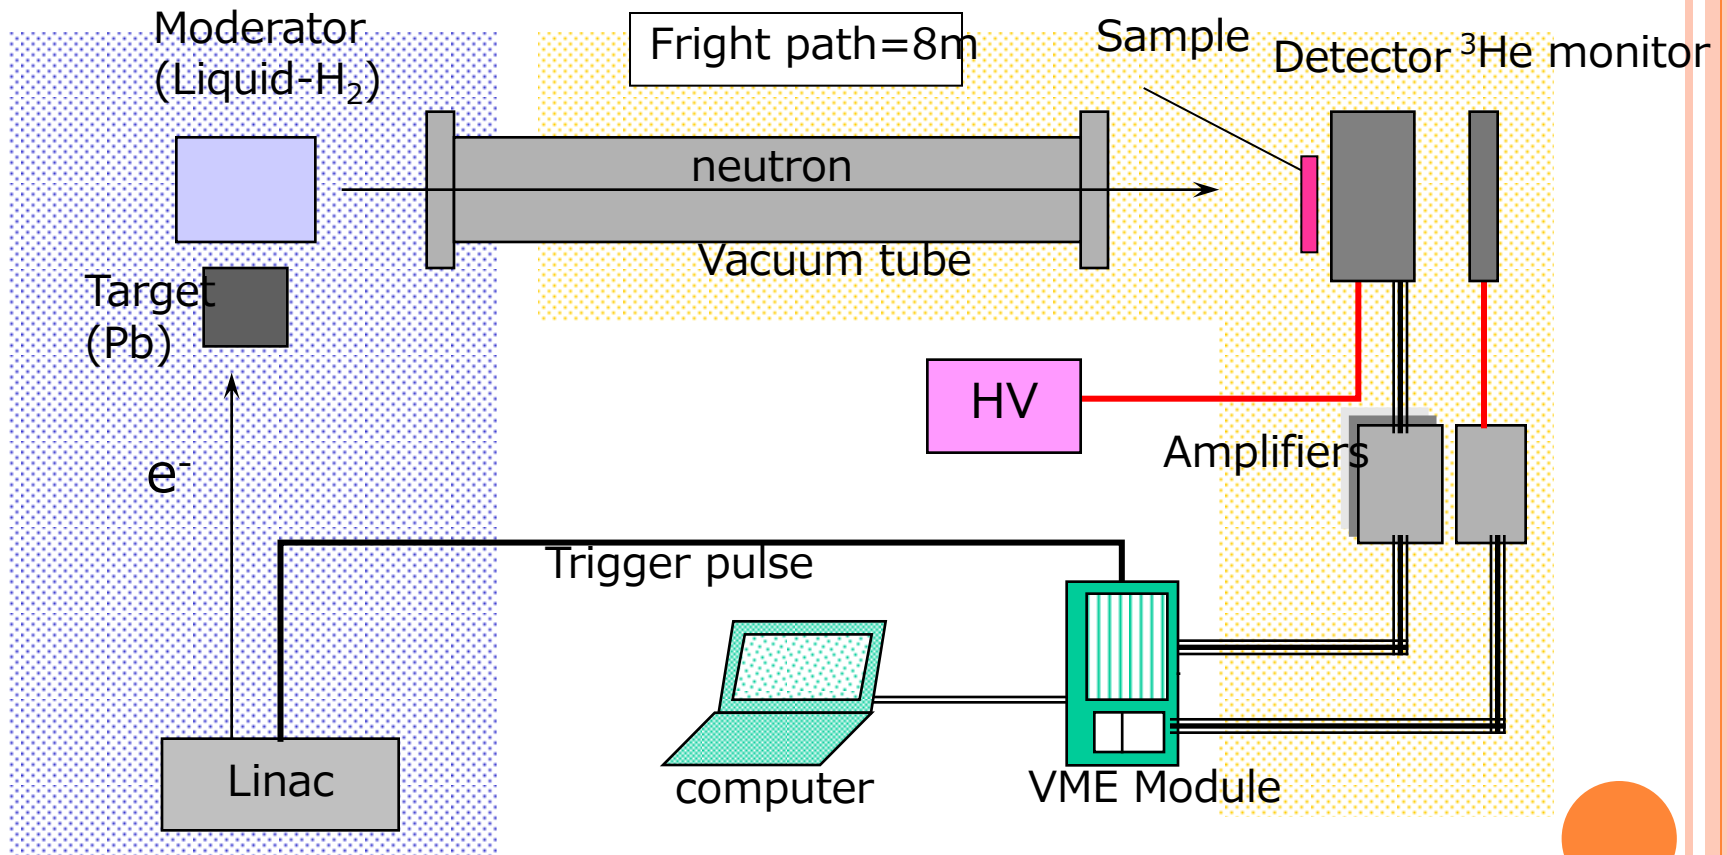 Moderator
(Liquid-H₂)
Fright path=8m
Sample
Detector
³He monitor
neutron
Vacuum tube
Target
(Pb)
HV
Amplifiers
e⁻
Trigger pulse
Linac
computer
VME Module